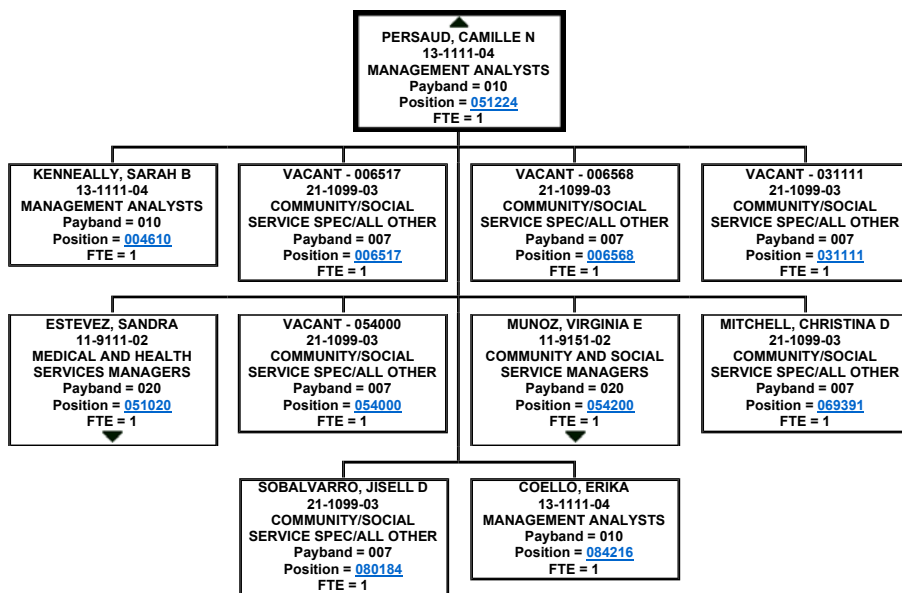 PERSAUD, CAMILLE N
13-1111-04
MANAGEMENT ANALYSTS
Payband = 010
Position = 051224
FTE = 1
KENNEALLY, SARAH B
13-1111-04
MANAGEMENT ANALYSTS
Payband = 010
Position = 004610
FTE = 1
VACANT - 006517
21-1099-03
COMMUNITY/SOCIAL
SERVICE SPEC/ALL OTHER
Payband = 007
Position = 006517
FTE = 1
VACANT - 006568
21-1099-03
COMMUNITY/SOCIAL
SERVICE SPEC/ALL OTHER
Payband = 007
Position = 006568
FTE = 1
VACANT - 031111
21-1099-03
COMMUNITY/SOCIAL
SERVICE SPEC/ALL OTHER
Payband = 007
Position = 031111
FTE = 1
ESTEVEZ, SANDRA
11-9111-02
MEDICAL AND HEALTH
SERVICES MANAGERS
Payband = 020
Position = 051020
FTE = 1
VACANT - 054000
21-1099-03
COMMUNITY/SOCIAL
SERVICE SPEC/ALL OTHER
Payband = 007
Position = 054000
FTE = 1
MUNOZ, VIRGINIA E
11-9151-02
COMMUNITY AND SOCIAL
SERVICE MANAGERS
Payband = 020
Position = 054200
FTE = 1
MITCHELL, CHRISTINA D
21-1099-03
COMMUNITY/SOCIAL
SERVICE SPEC/ALL OTHER
Payband = 007
Position = 069391
FTE = 1
SOBALVARRO, JISELL D
21-1099-03
COMMUNITY/SOCIAL
SERVICE SPEC/ALL OTHER
Payband = 007
Position = 080184
FTE = 1
COELLO, ERIKA
13-1111-04
MANAGEMENT ANALYSTS
Payband = 010
Position = 084216
FTE = 1